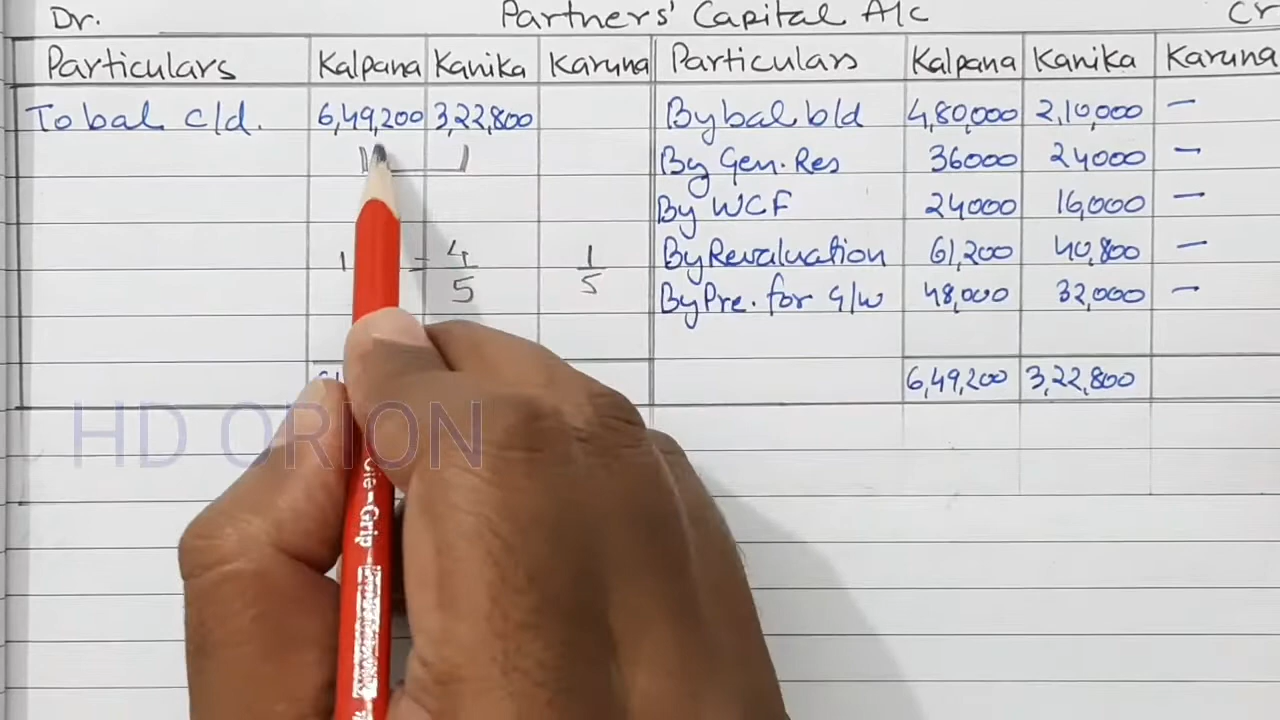 Dr. Partners' Capital A/c Cr
Particulars Kalpana Kanika Karuna Particulars Kalpana Kanika Karuna
To bal c/d. 6,49,200 3,22,800 By bal b/d 4,80,000 2,10,000 —
By Gen. Res 36000 24000 —
By WCF 24000 16,000 —
1 = 4/5 1/5 By Revaluation 61,200 40,800 —
By Pre. for G/w 48,000 32,000 —
6,49,200 3,22,800
HD ORION